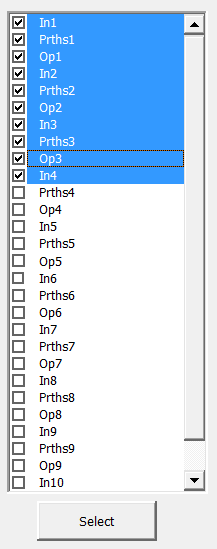 In1
Prths1
Op1
In2
Prths2
Op2
In3
Prths3
Op3
In4
Prths4
Op4
In5
Prths5
Op5
In6
Prths6
Op6
In7
Prths7
Op7
In8
Prths8
Op8
In9
Prths9
Op9
In10
Select